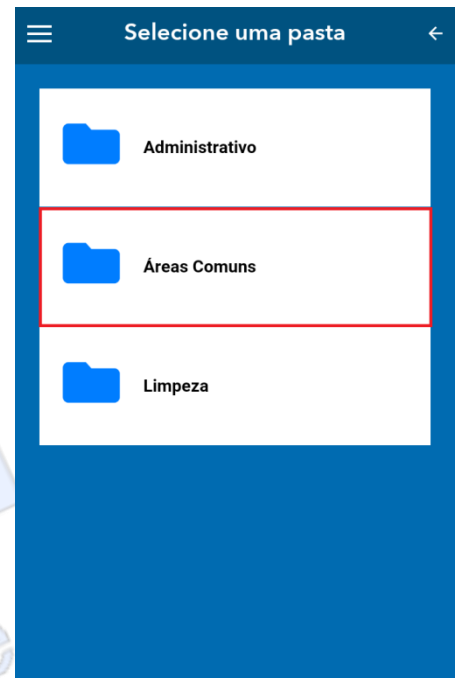 Selecione uma pasta
Administrativo
Áreas Comuns
Limpeza